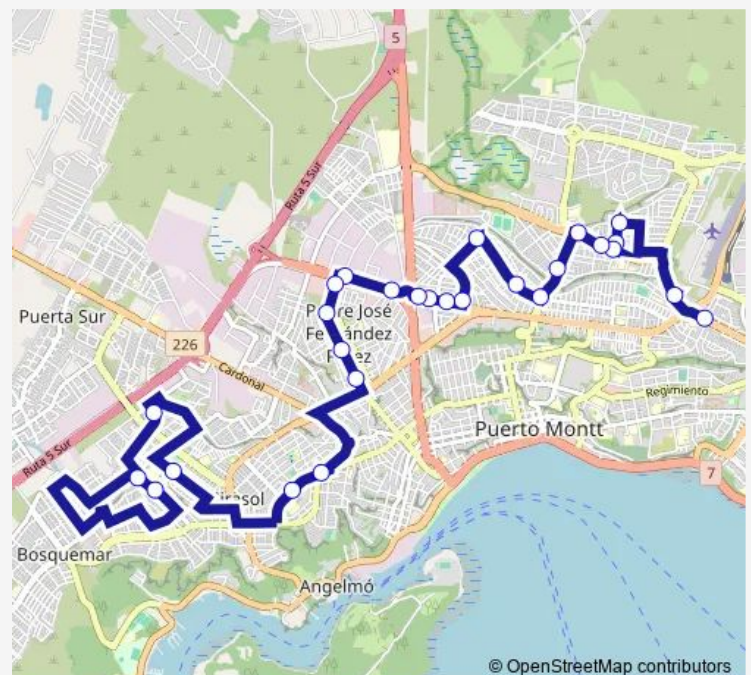 5
Ruta 5 Sur
Puerta Sur
Padre José
Fernández
Pérez
226
Cardonal
Regimiento
Puerto Montt
Ruta 5 Sur
7
Bosquemar
Angelmó
© OpenStreetMap contributors